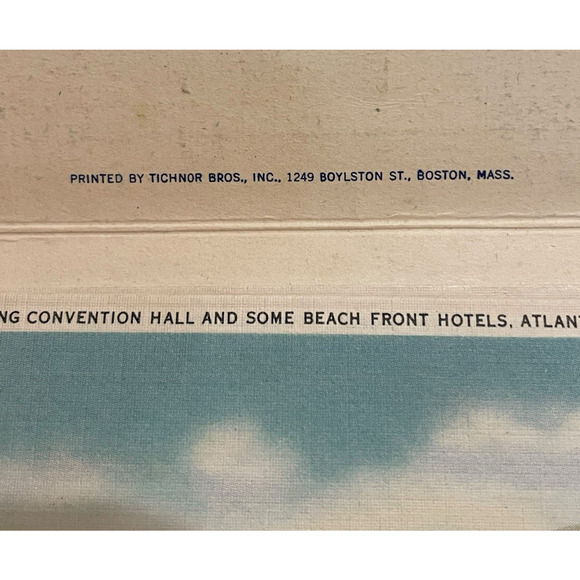 PRINTED BY TICHNOR BROS., INC., 1249 BOYLSTON ST., BOSTON, MASS.
NG CONVENTION HALL AND SOME BEACH FRONT HOTELS, ATLANT